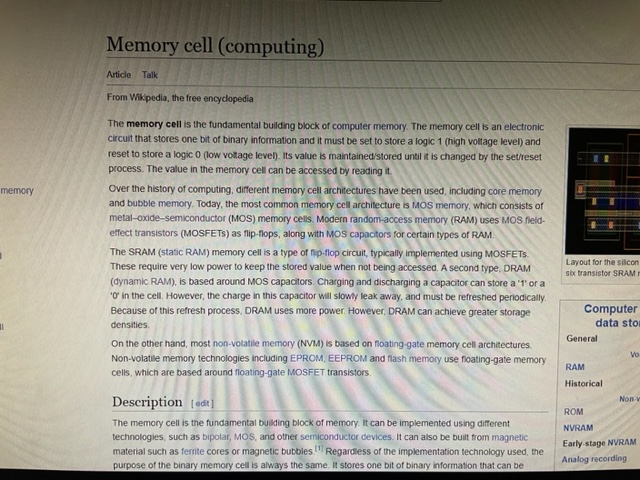 Memory cell (computing)
Article Talk
From Wikipedia, the free encyclopedia
The memory cell is the fundamental building block of computer memory. The memory cell is an electronic
circuit that stores one bit of binary information and it must be set to store a logic 1 (high voltage level) and
reset to store a logic 0 (low voltage level). Its value is maintained/stored until it is changed by the set/reset
process. The value in the memory cell can be accessed by reading it.
memory
Over the history of computing, different memory cell architectures have been used, including core memory
and bubble memory. Today, the most common memory cell architecture is MOS memory, which consists of
metal–oxide–semiconductor (MOS) memory cells. Modern random-access memory (RAM) uses MOS field-
effect transistors (MOSFETs) as flip-flops, along with MOS capacitors for certain types of RAM.
The SRAM (static RAM) memory cell is a type of flip-flop circuit, typically implemented using MOSFETs.
These require very low power to keep the stored value when not being accessed. A second type, DRAM
(dynamic RAM), is based around MOS capacitors. Charging and discharging a capacitor can store a '1' or a
'0' in the cell. However, the charge in this capacitor will slowly leak away, and must be refreshed periodically.
Because of this refresh process, DRAM uses more power. However, DRAM can achieve greater storage
densities.
On the other hand, most non-volatile memory (NVM) is based on floating-gate memory cell architectures.
Non-volatile memory technologies including EPROM, EEPROM and flash memory use floating-gate memory
cells, which are based around floating-gate MOSFET transistors.
Description [edit]
The memory cell is the fundamental building block of memory. It can be implemented using different
technologies, such as bipolar, MOS, and other semiconductor devices. It can also be built from magnetic
material such as ferrite cores or magnetic bubbles.[1] Regardless of the implementation technology used, the
purpose of the binary memory cell is always the same. It stores one bit of binary information that can be
Layout for the silicon
six transistor SRAM
Computer
data sto
General
Vo
RAM
Historical
Non-v
ROM
NVRAM
Early-stage NVRAM
Analog recording